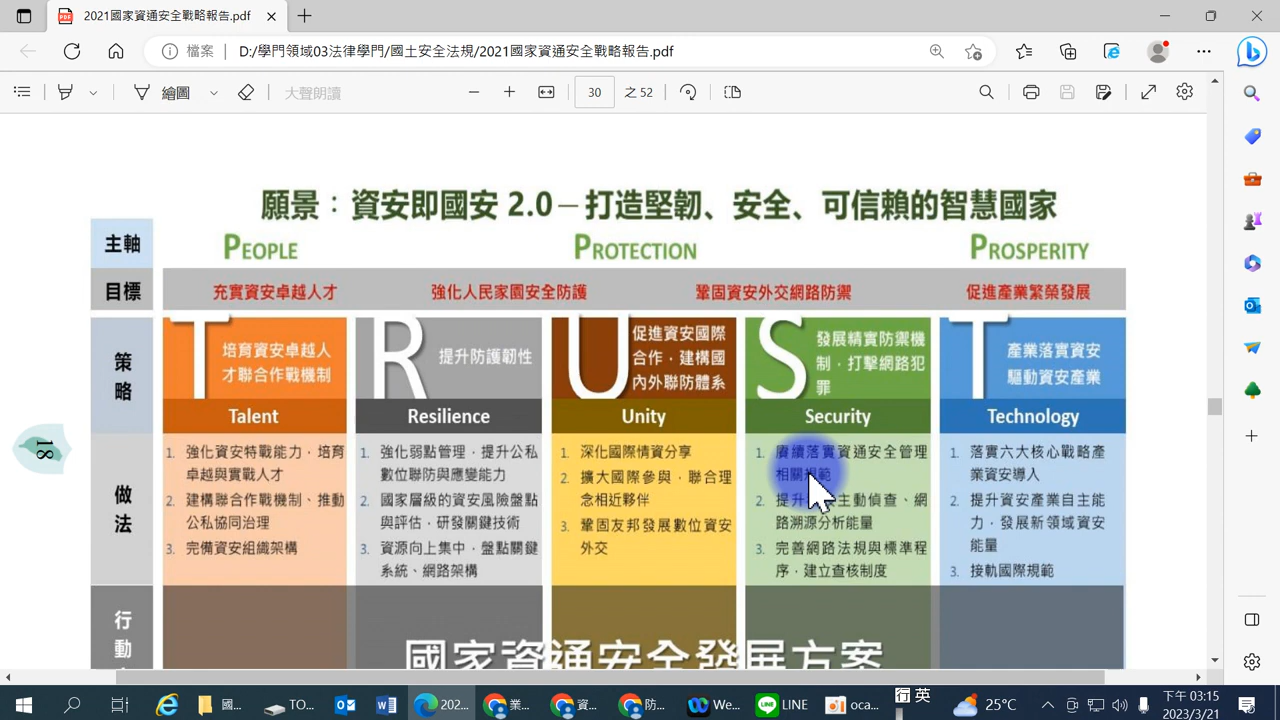 2021國家資通安全戰略報告.pdf
檔案
D:/學門領域03法律學門/國土安全法規/2021國家資通安全戰略報告.pdf
繪圖
大聲朗讀
30
之 52
願景：資安即國安 2.0－打造堅韌、安全、可信賴的智慧國家
主軸
PEOPLE
PROTECTION
PROSPERITY
目標
充實資安卓越人才
強化人民家園安全防護
鞏固資安外交網路防禦
促進產業繁榮發展
策略
T
培育資安卓越人
才聯合作戰機制
Talent
R
提升防護韌性
Resilience
U
促進資安國際
合作，建構國
內外聯防體系
Unity
S
發展精實防禦機
制，打擊網路犯
罪
Security
T
產業落實資安
驅動資安產業
Technology
做法
1. 強化資安特戰能力，培育
卓越與實戰人才
2. 建構聯合作戰機制、推動
公私協同治理
3. 完備資安組織架構
1. 強化弱點管理，提升公私
數位聯防與應變能力
2. 國家層級的資安風險盤點
與評估，研發關鍵技術
3. 資源向上集中，盤點關鍵
系統、網路架構
1. 深化國際情資分享
2. 擴大國際參與，聯合理
念相近夥伴
3. 鞏固友邦發展數位資安
外交
1. 賡續落實資通安全管理
相關規範
2. 提升主動偵查、網
路溯源分析能量
3. 完善網路法規與標準程
序，建立查核制度
1. 落實六大核心戰略產
業資安導入
2. 提升資安產業自主能
力，發展新領域資安
能量
3. 接軌國際規範
18
行動
國家資通安全發展方案
國...
TO...
202...
業...
資...
防...
We...
LINE
oca...
行 英
25°C
下午 03:15
2023/3/21